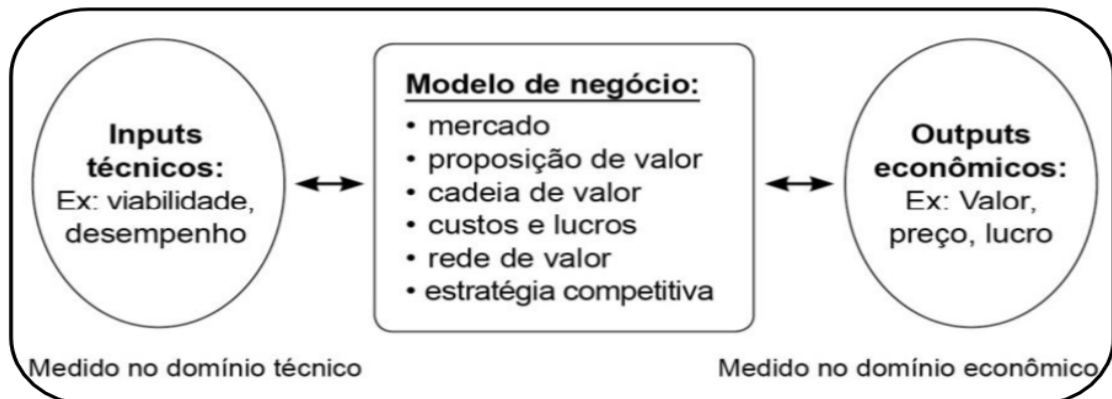 Inputs
técnicos:
Ex: viabilidade,
desempenho
Medido no domínio técnico
Modelo de negócio:
• mercado
• proposição de valor
• cadeia de valor
• custos e lucros
• rede de valor
• estratégia competitiva
Outputs
econômicos:
Ex: Valor,
preço, lucro
Medido no domínio econômico